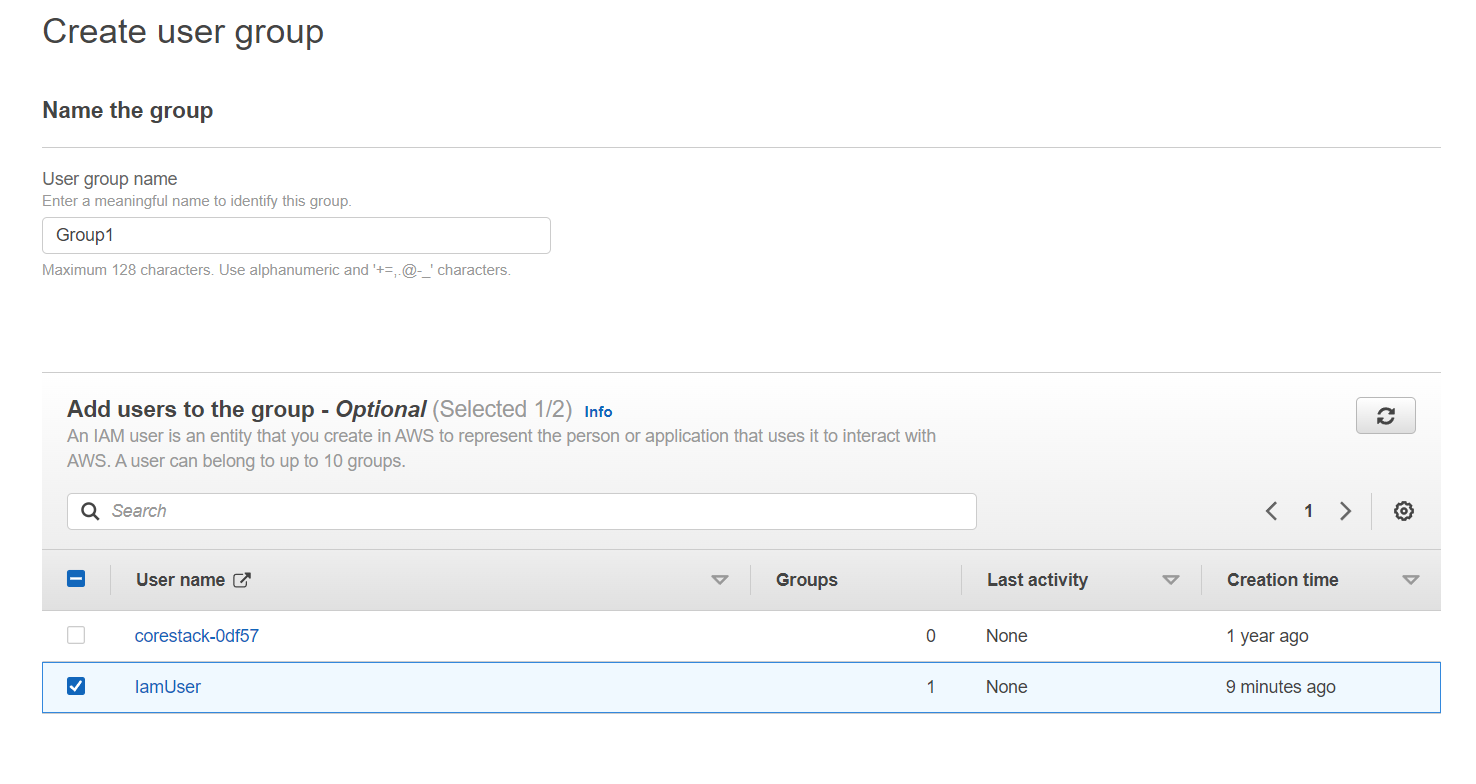 Create user group
Name the group
User group name
Enter a meaningful name to identify this group.
Group1
Maximum 128 characters. Use alphanumeric and '+=,.@-_' characters.
Add users to the group - Optional (Selected 1/2) Info
An IAM user is an entity that you create in AWS to represent the person or application that uses it to interact with
AWS. A user can belong to up to 10 groups.
Search
1
User name Groups Last activity Creation time
corestack-0df57 0 None 1 year ago
IamUser 1 None 9 minutes ago